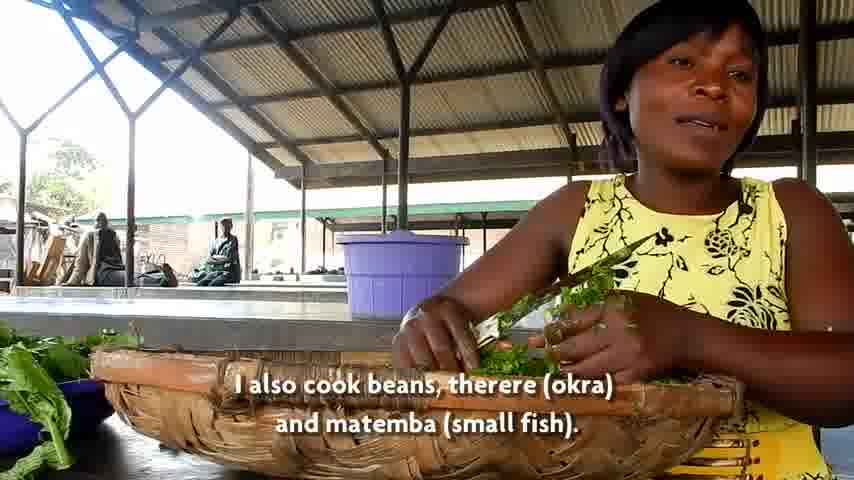 I also cook beans, therere (okra)
and matemba (small fish).